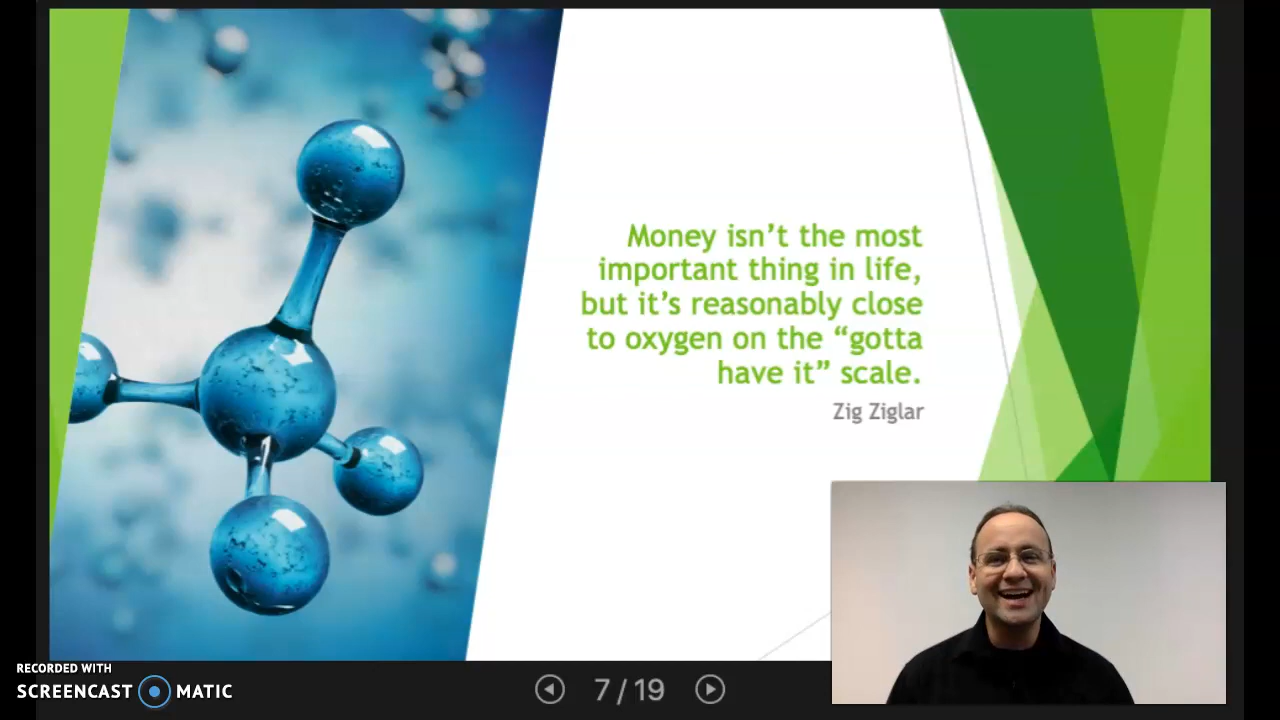 Money isn’t the most
important thing in life,
but it’s reasonably close
to oxygen on the “gotta
have it” scale.
Zig Ziglar
RECORDED WITH
SCREENCAST MATIC
7 / 19